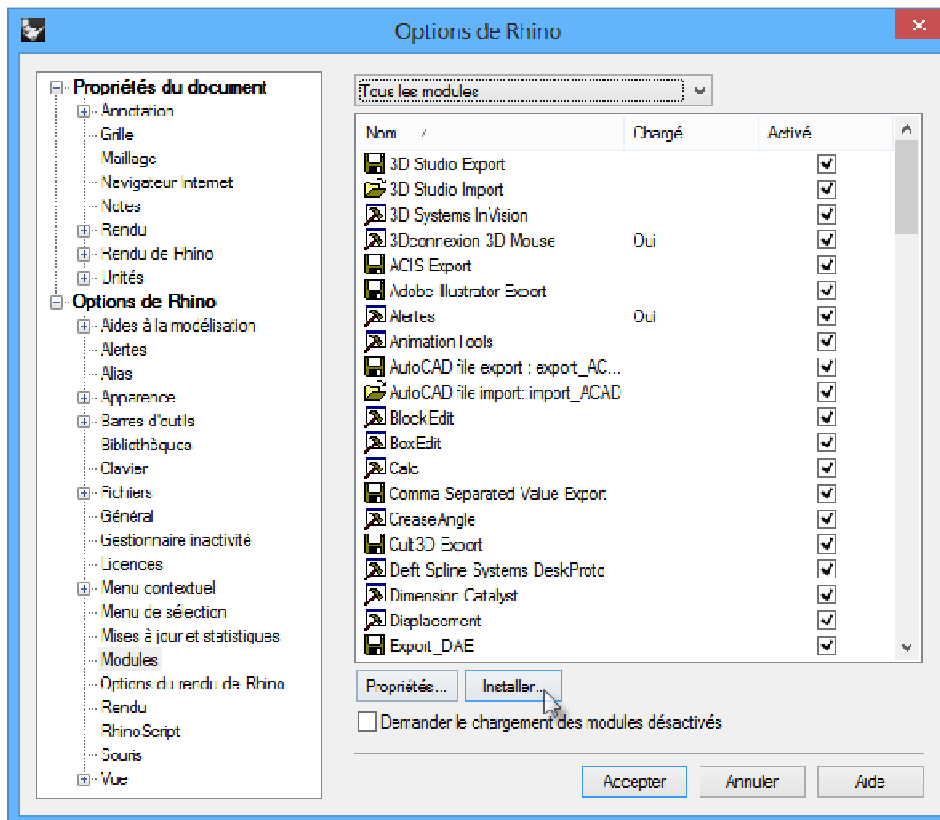 Options de Rhino
Propriétés du document
Annotation
Grille
Maillage
Navigateur Internet
Notes
Rendu
Rendu de Rhino
Unités
Options de Rhino
Aides à la modélisation
Alertes
Alias
Apparence
Barres d'outils
Bibliothèques
Clavier
Fichiers
Général
Gestionnaire inactivité
Licences
Menu contextuel
Menu de sélection
Mises à jour et statistiques
Modules
Options du rendu de Rhino
Rendu
RhinoScript
Souris
Vue
Tous les modules
Nom Chargé Activé
3D Studio Export
3D Studio Import
3D Systems InVision
3Dconnexion 3D Mouse Oui
ACIS Export
Adobe Illustrator Export
Alertes Oui
AnimationTools
AutoCAD file export : export_AC...
AutoCAD file import: import_ACAD
BlockEdit
BoxEdit
Calc
Comma Separated Value Export
CreaseAngle
Cult3D Export
Deft Spline Systems DeskProto
Dimension Catalyst
Displacement
Export_DAE
Propriétés... Installer...
Demander le chargement des modules désactivés
Accepter Annuler Aide